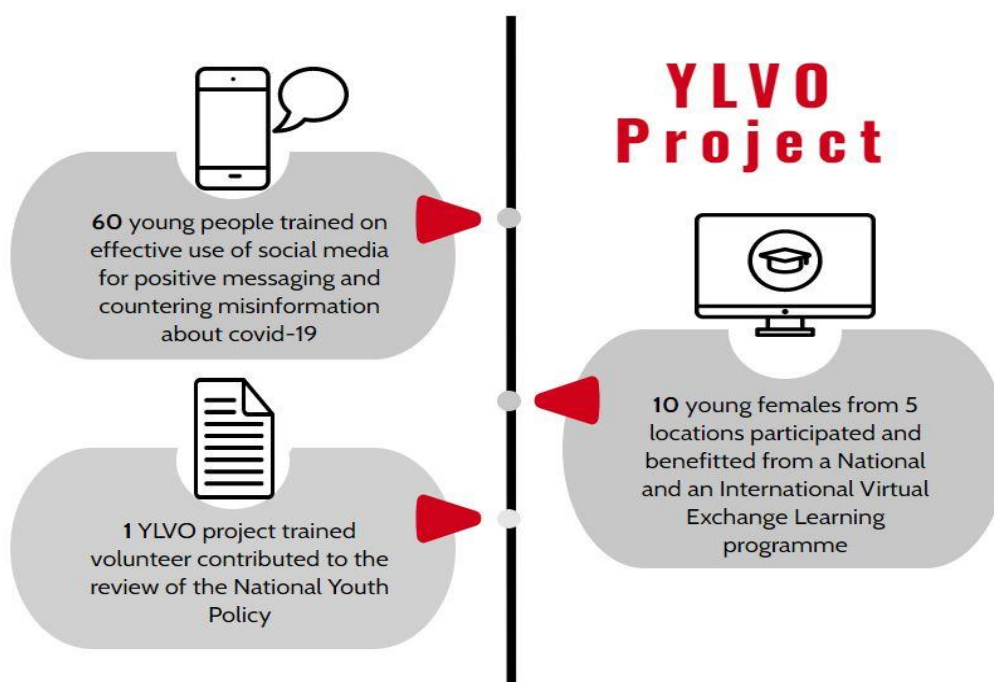 YLVO
Project
60 young people trained on
effective use of social media
for positive messaging and
countering misinformation
about covid-19
10 young females from 5
locations participated and
benefitted from a National
and an International Virtual
Exchange Learning
programme
1 YLVO project trained
volunteer contributed to the
review of the National Youth
Policy